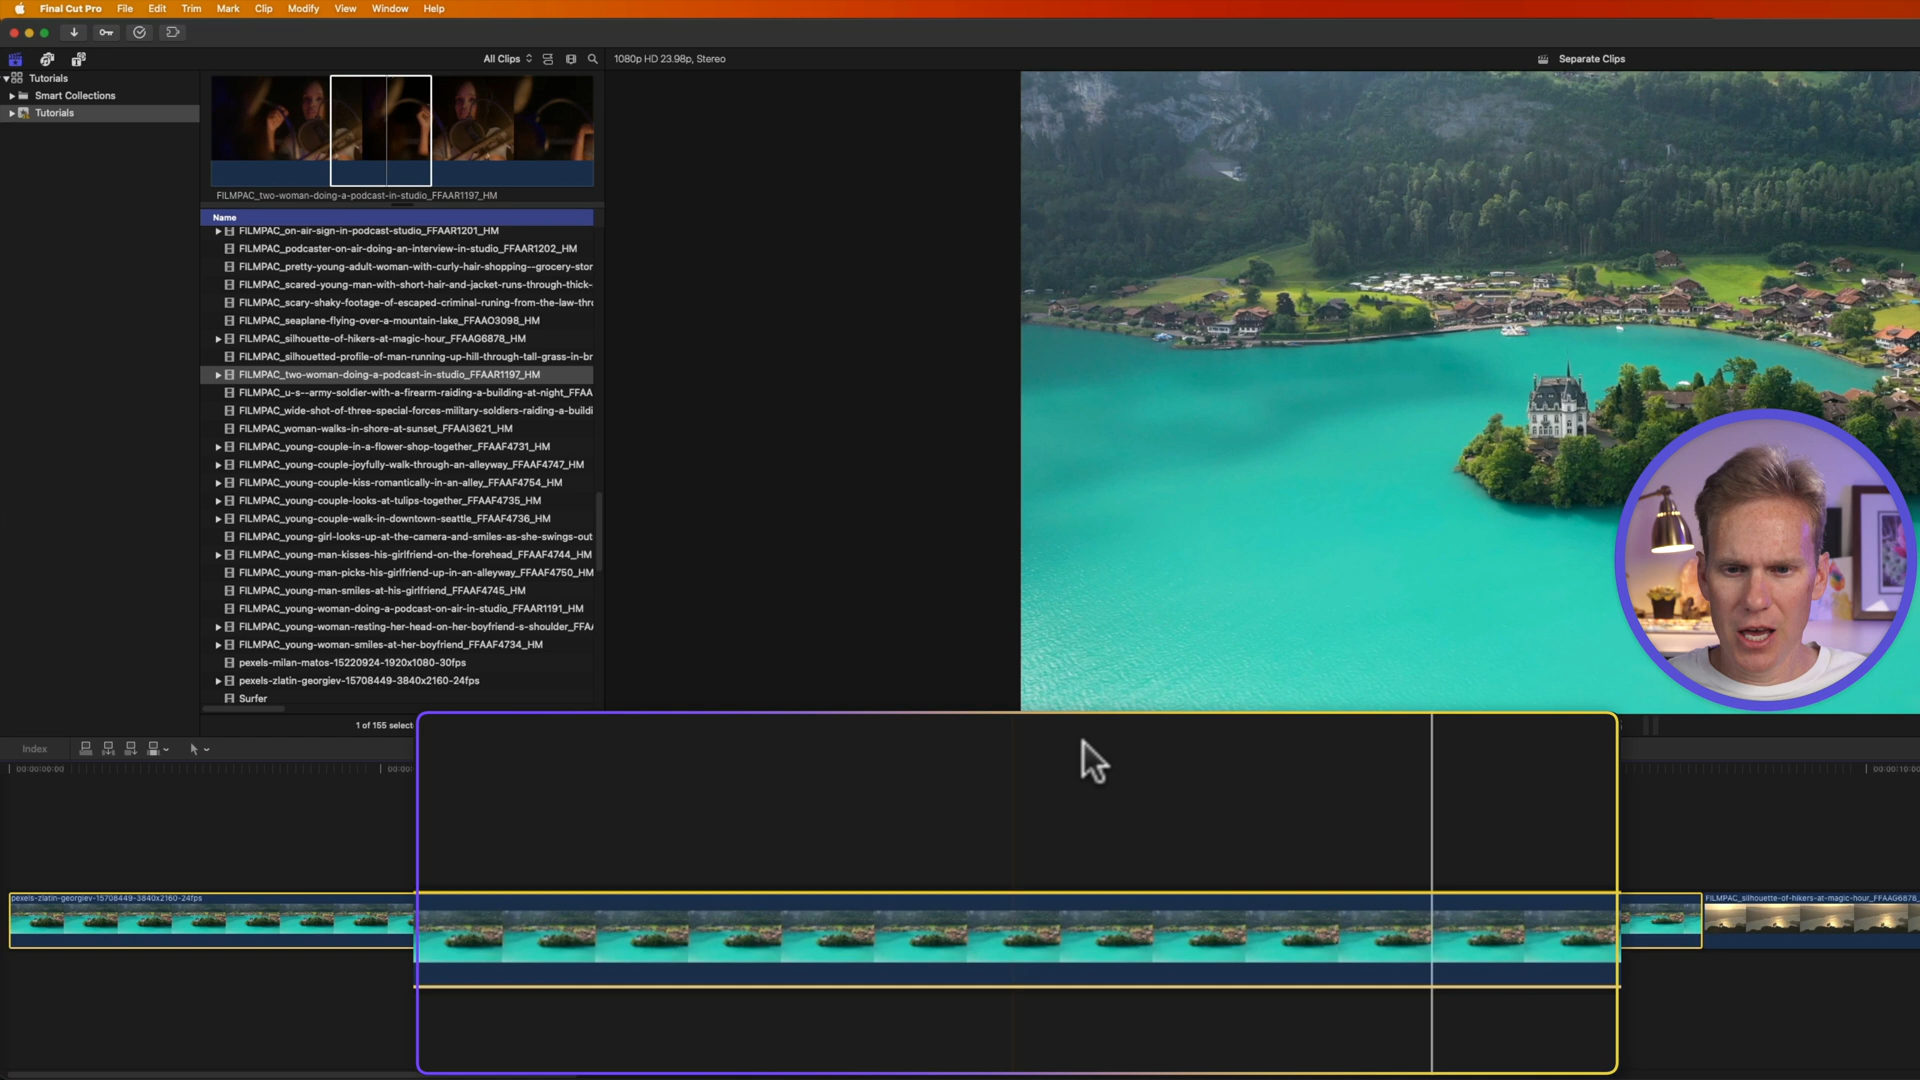 Final Cut Pro File Edit Trim Mark Clip Modify View Window Help
All Clips
1080p HD 23.98p, Stereo
Separate Clips
Tutorials
Smart Collections
Tutorials
FILMPAC_two-woman-doing-a-podcast-in-studio_FFAAR1197_HM
Name
FILMPAC_on-air-sign-in-podcast-studio_FFAAR1201_HM
FILMPAC_podcaster-on-air-doing-an-interview-in-studio_FFAAR1202_HM
FILMPAC_pretty-young-adult-woman-with-curly-hair-shopping--grocery-stor
FILMPAC_scared-young-man-with-short-hair-and-jacket-runs-through-thick-
FILMPAC_scary-shaky-footage-of-escaped-criminal-runing-from-the-law-thro
FILMPAC_seaplane-flying-over-a-mountain-lake_FFAAO3098_HM
FILMPAC_silhouette-of-hikers-at-magic-hour_FFAAG6878_HM
FILMPAC_silhouetted-profile-of-man-running-up-hill-through-tall-grass-in-br
FILMPAC_two-woman-doing-a-podcast-in-studio_FFAAR1197_HM
FILMPAC_u-s--army-soldier-with-a-firearm-raiding-a-building-at-night_FFAA
FILMPAC_wide-shot-of-three-special-forces-military-soldiers-raiding-a-buildi
FILMPAC_woman-walks-in-shore-at-sunset_FFAAI3621_HM
FILMPAC_young-couple-in-a-flower-shop-together_FFAAF4731_HM
FILMPAC_young-couple-joyfully-walk-through-an-alleyway_FFAAF4747_HM
FILMPAC_young-couple-kiss-romantically-in-an-alley_FFAAF4754_HM
FILMPAC_young-couple-looks-at-tulips-together_FFAAF4735_HM
FILMPAC_young-couple-walk-in-downtown-seattle_FFAAF4736_HM
FILMPAC_young-girl-looks-up-at-the-camera-and-smiles-as-she-swings-out
FILMPAC_young-man-kisses-his-girlfriend-on-the-forehead_FFAAF4744_HM
FILMPAC_young-man-picks-his-girlfriend-up-in-an-alleyway_FFAAF4750_HM
FILMPAC_young-man-smiles-at-his-girlfriend_FFAAF4745_HM
FILMPAC_young-woman-doing-a-podcast-on-air-in-studio_FFAAR1191_HM
FILMPAC_young-woman-resting-her-head-on-her-boyfriend-s-shoulder_FFAA
FILMPAC_young-woman-smiles-at-her-boyfriend_FFAAF4734_HM
pexels-milan-matos-15220924-1920x1080-30fps
pexels-zlatin-georgiev-15708449-3840x2160-24fps
Surfer
1 of 155 select
Index
00:00:00:00 00:00: 00:00:10:00
pexels-zlatin-georgiev-15708449-3840x2160-24fps
FILMPAC_silhouette-of-hikers-at-magic-hour_FFAAG6878_